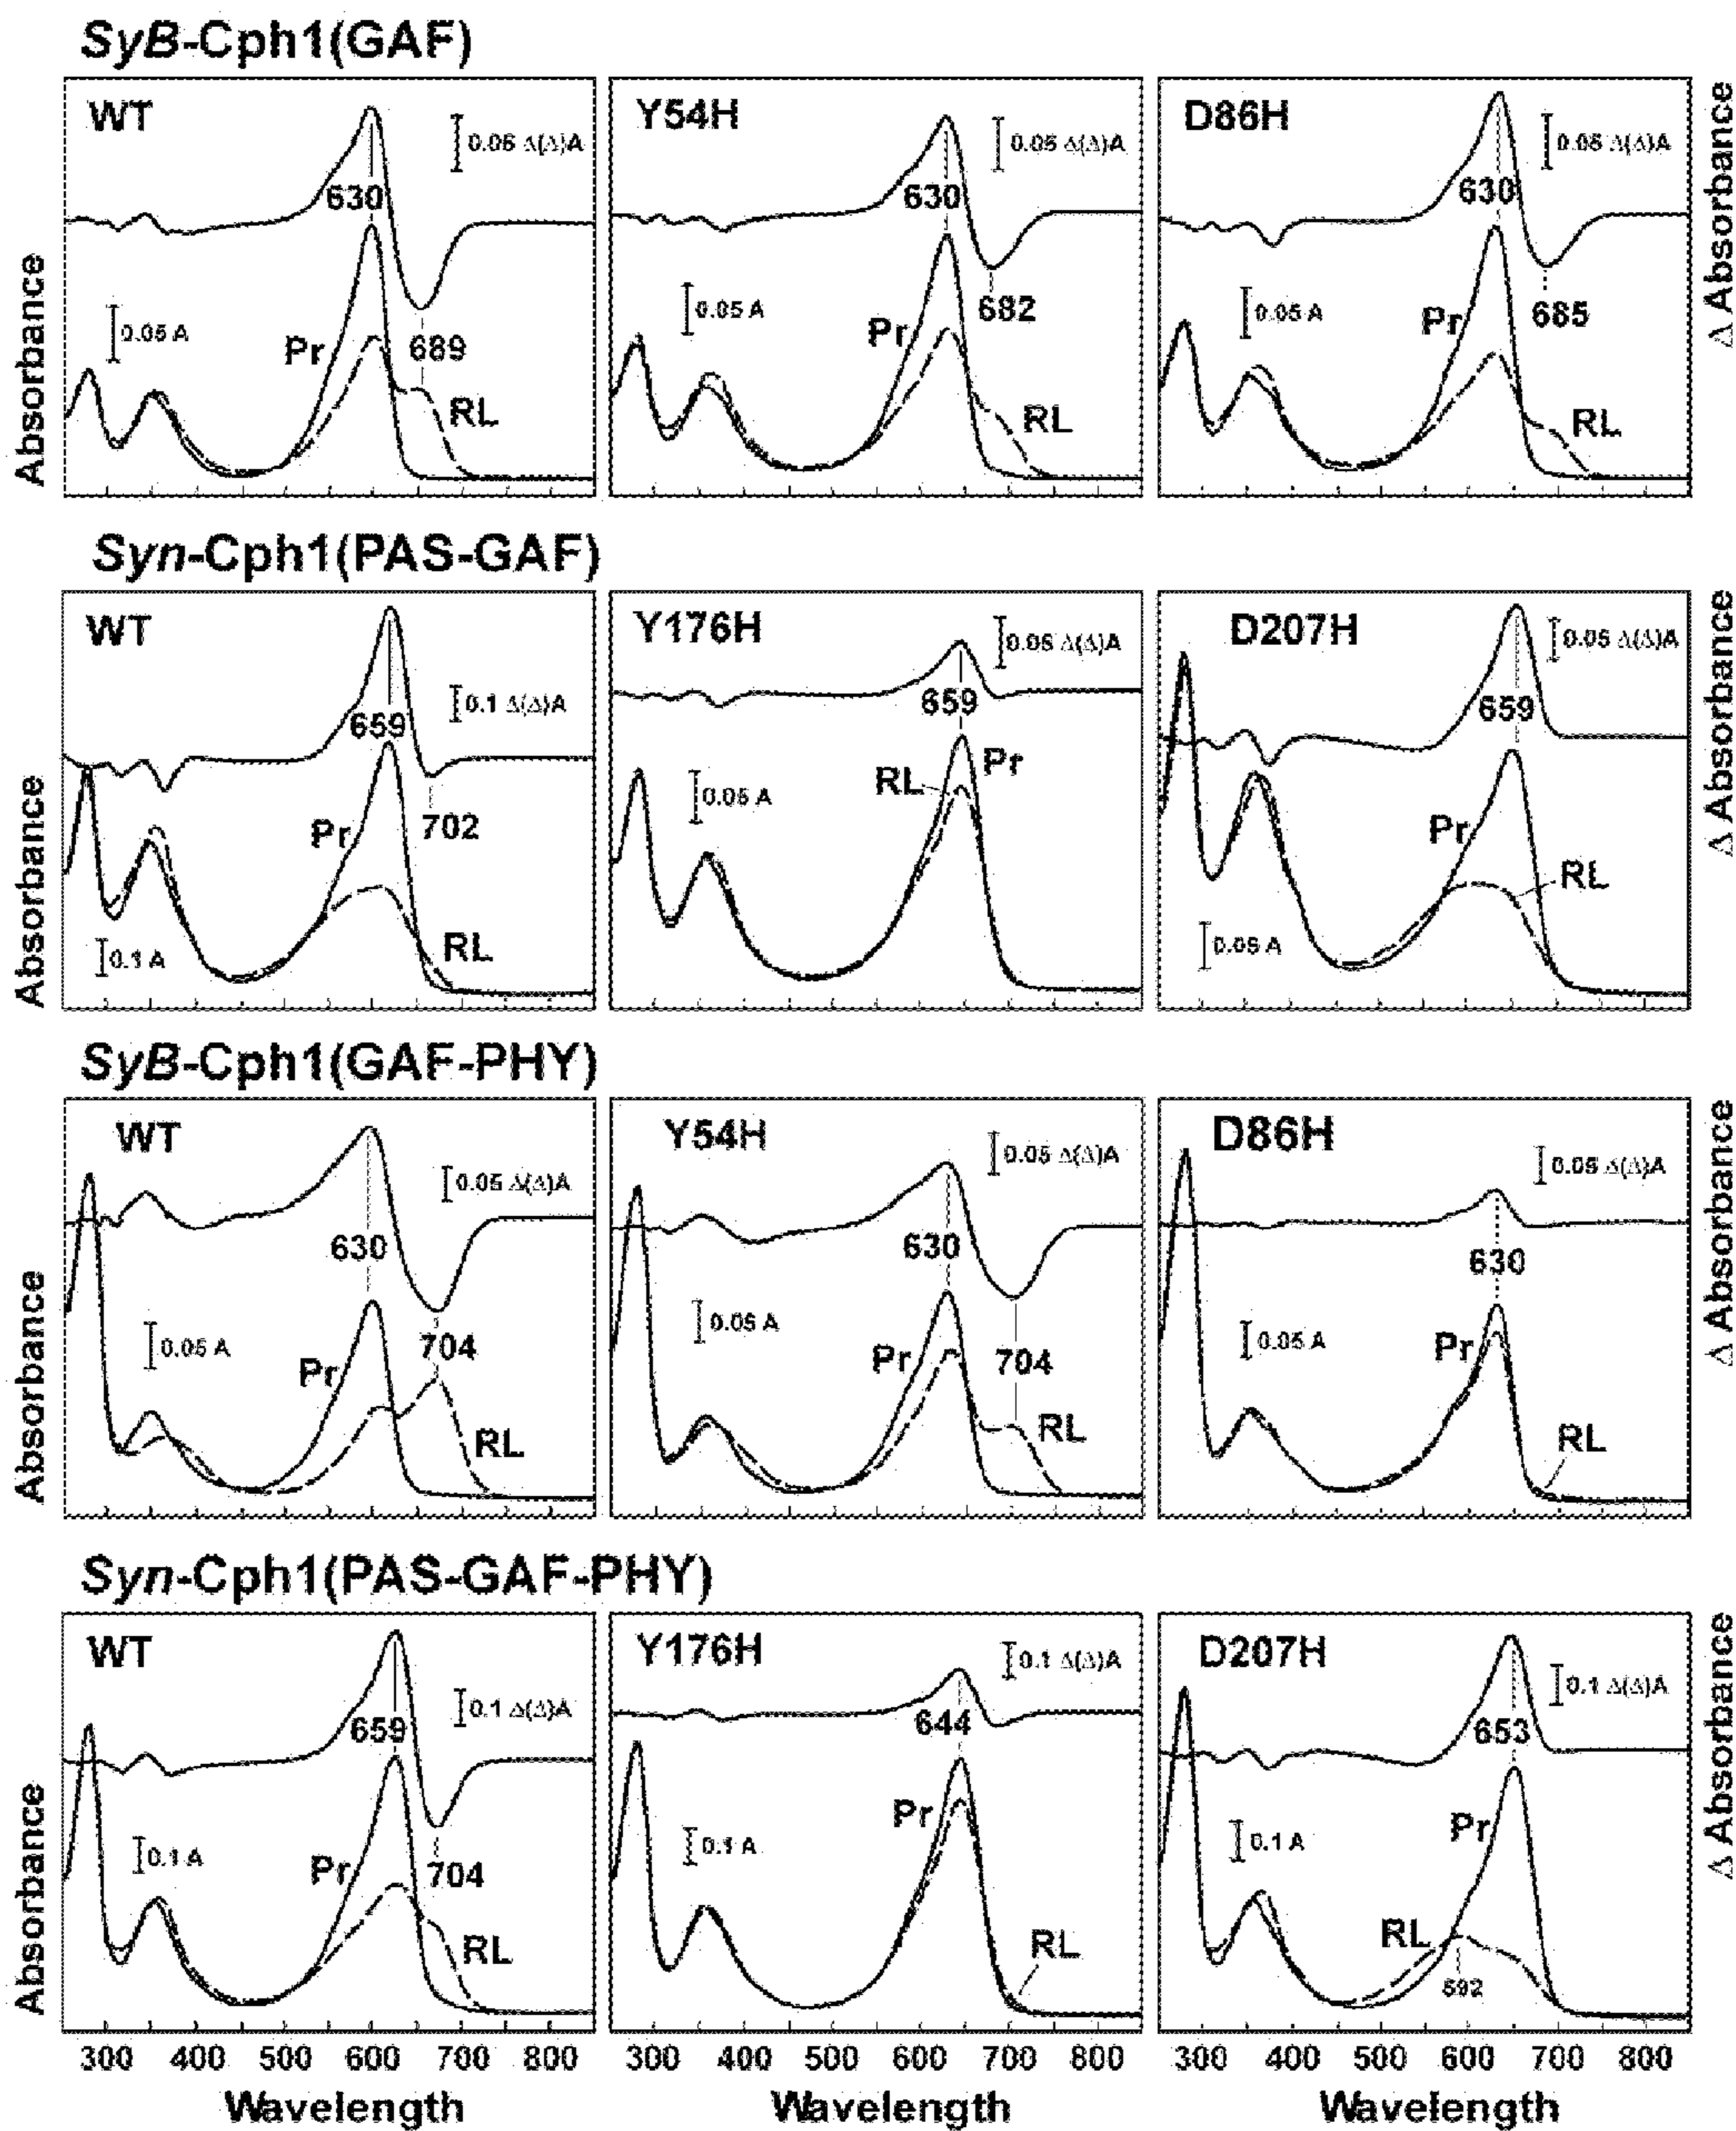 SyB-Cph1(GAF)
WT
0.05 Δ(Δ)A
630
0.05 A
Pr
689
RL
Y54H
0.05 Δ(Δ)A
630
0.05 A
Pr
682
RL
D86H
0.05 Δ(Δ)A
630
0.05 A
Pr
685
RL
Absorbance
Δ Absorbance
Syn-Cph1(PAS-GAF)
WT
0.1 Δ(Δ)A
659
Pr
702
0.1 A
RL
Y176H
0.05 Δ(Δ)A
659
RL
Pr
0.05 A
D207H
0.05 Δ(Δ)A
659
Pr
RL
0.05 A
Absorbance
Δ Absorbance
SyB-Cph1(GAF-PHY)
WT
0.05 Δ(Δ)A
630
0.05 A
Pr
704
RL
Y54H
0.05 Δ(Δ)A
630
0.05 A
Pr
704
RL
D86H
0.05 Δ(Δ)A
630
0.05 A
Pr
RL
Absorbance
Δ Absorbance
Syn-Cph1(PAS-GAF-PHY)
WT
0.1 Δ(Δ)A
659
0.1 A
Pr
704
RL
Y176H
0.1 Δ(Δ)A
644
Pr
0.1 A
RL
D207H
0.1 Δ(Δ)A
653
Pr
0.1 A
RL
592
Absorbance
Δ Absorbance
300 400 500 600 700 800
300 400 500 600 700 800
300 400 500 600 700 800
Wavelength
Wavelength
Wavelength